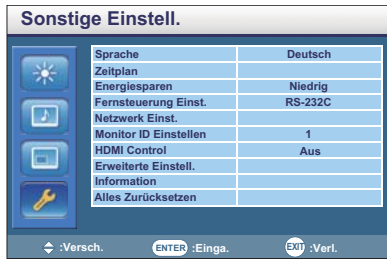 Sonstige Einstell.
Sprache Deutsch
Zeitplan
Energiesparen Niedrig
Fernsteuerung Einst. RS-232C
Netzwerk Einst.
Monitor ID Einstellen 1
HDMI Control Aus
Erweiterte Einstell.
Information
Alles Zurücksetzen
:Versch. ENTER :Einga. EXIT :Verl.